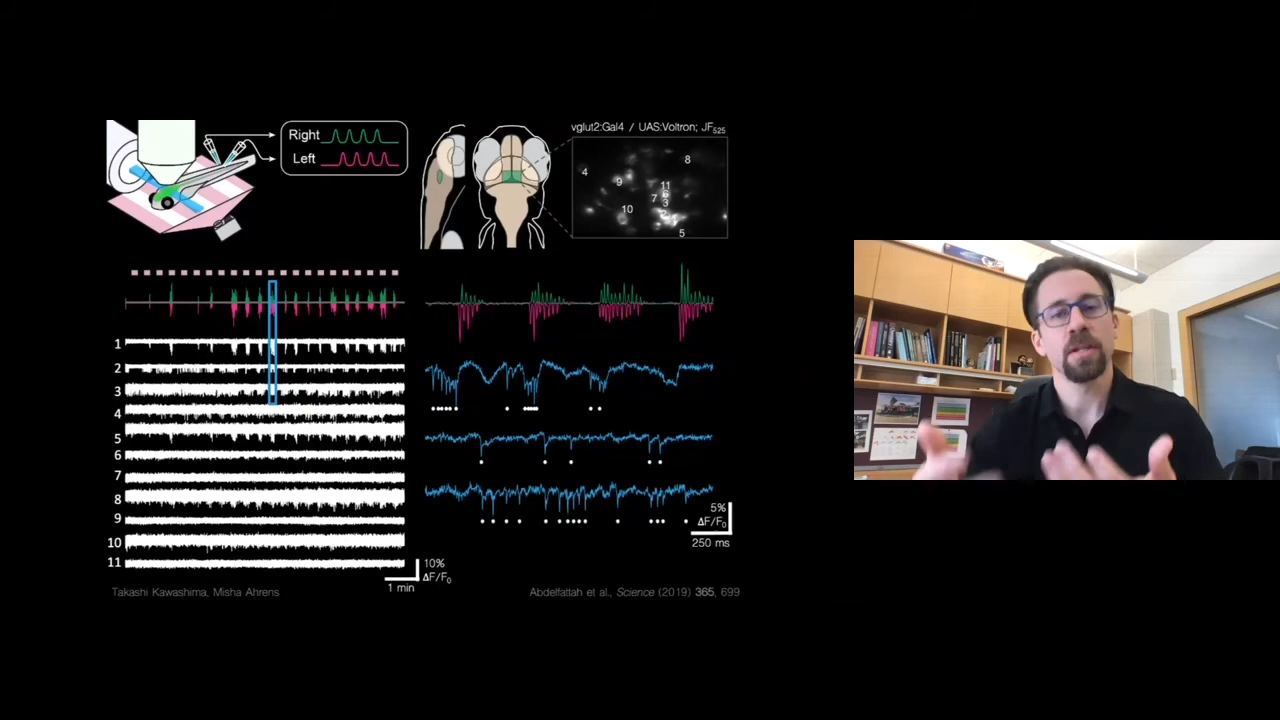 Right
Left
vglut2:Gal4 / UAS:Voltron; JF525
4
8
9
11
6
7
3
10
5
1
2
3
4
5
6
7
8
9
10
11
10%
ΔF/F0
1 min
5%
ΔF/F0
250 ms
Takashi Kawashima, Misha Ahrens
Abdelfattah et al., Science (2019) 365, 699